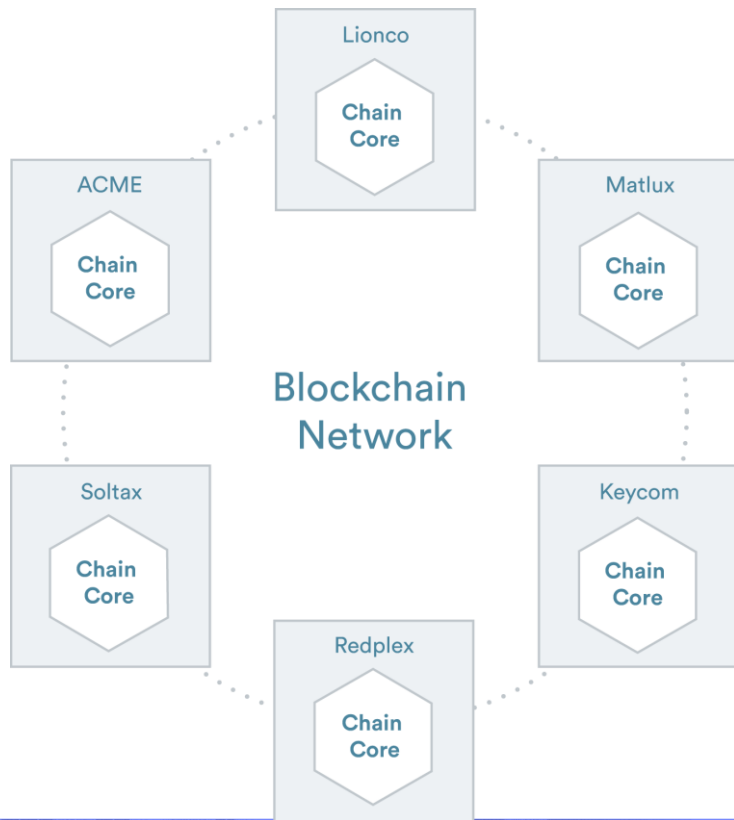 Lionco
Chain
Core
ACME
Chain
Core
Matlux
Chain
Core
Blockchain
Network
Soltax
Chain
Core
Keycom
Chain
Core
Redplex
Chain
Core